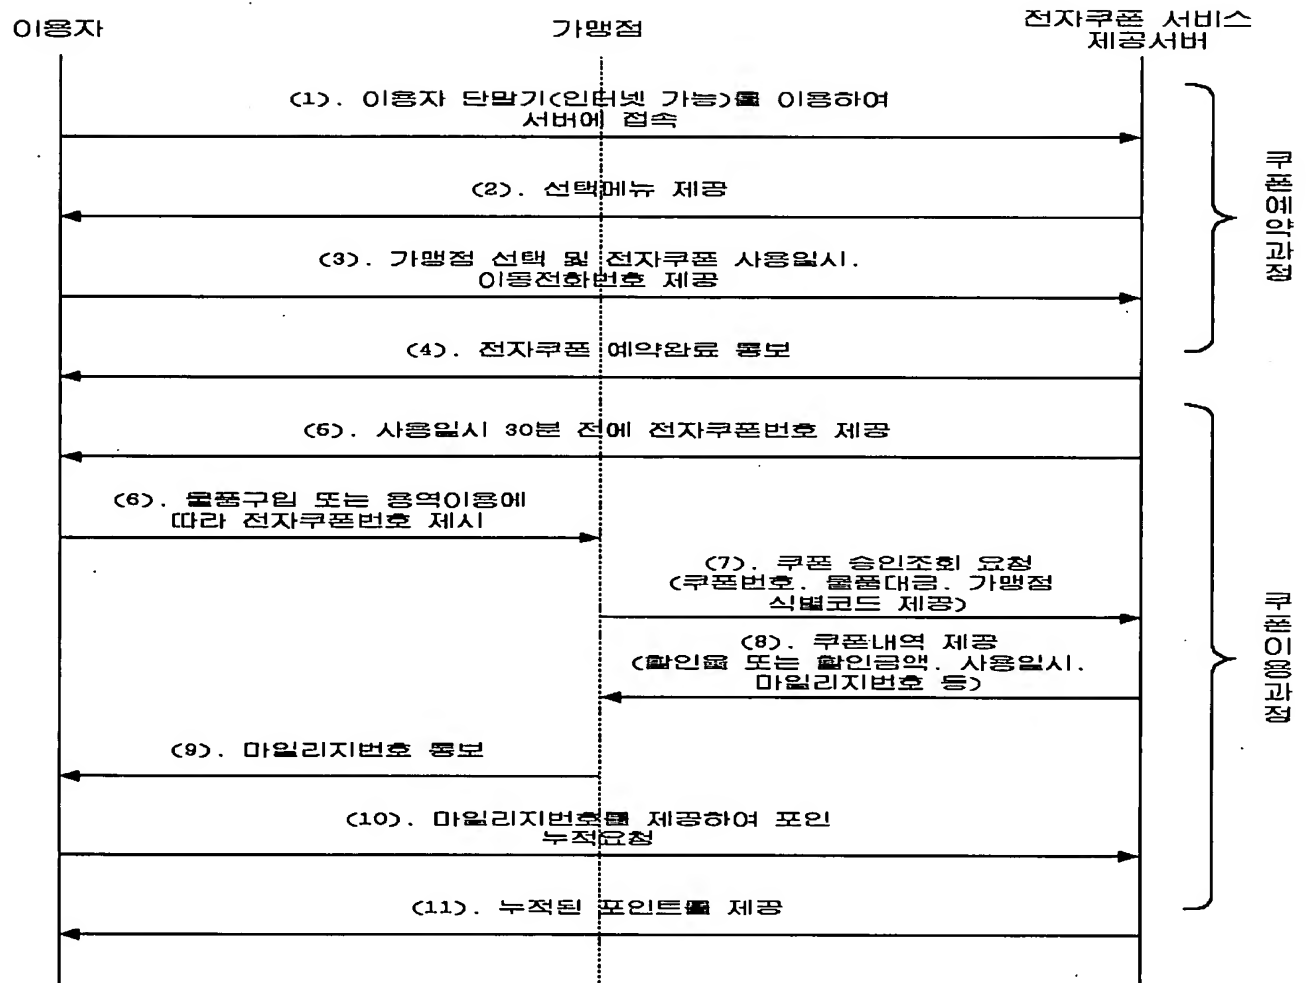 이용자
가맹점
전자쿠폰 서비스
제공서버
(1). 이용자 단말기(인터넷 가능)를 이용하여
서버에 접속
(2). 선택메뉴 제공
(3). 가맹점 선택 및 전자쿠폰 사용일시.
이동전화번호 제공
(4). 전자쿠폰 예약완료 통보
쿠폰예약과정
(5). 사용일시 30분 전에 전자쿠폰번호 제공
(6). 물품구입 또는 용역이용에
따라 전자쿠폰번호 제시
(7). 쿠폰 승인조회 요청
(쿠폰번호. 물품대금. 가맹점
식별코드 제공)
(8). 쿠폰내역 제공
(할인율 또는 할인금액. 사용일시.
마일리지번호 등)
(9). 마일리지번호 통보
(10). 마일리지번호를 제공하여 포인
누적요청
(11). 누적된 포인트를 제공
쿠폰이용과정